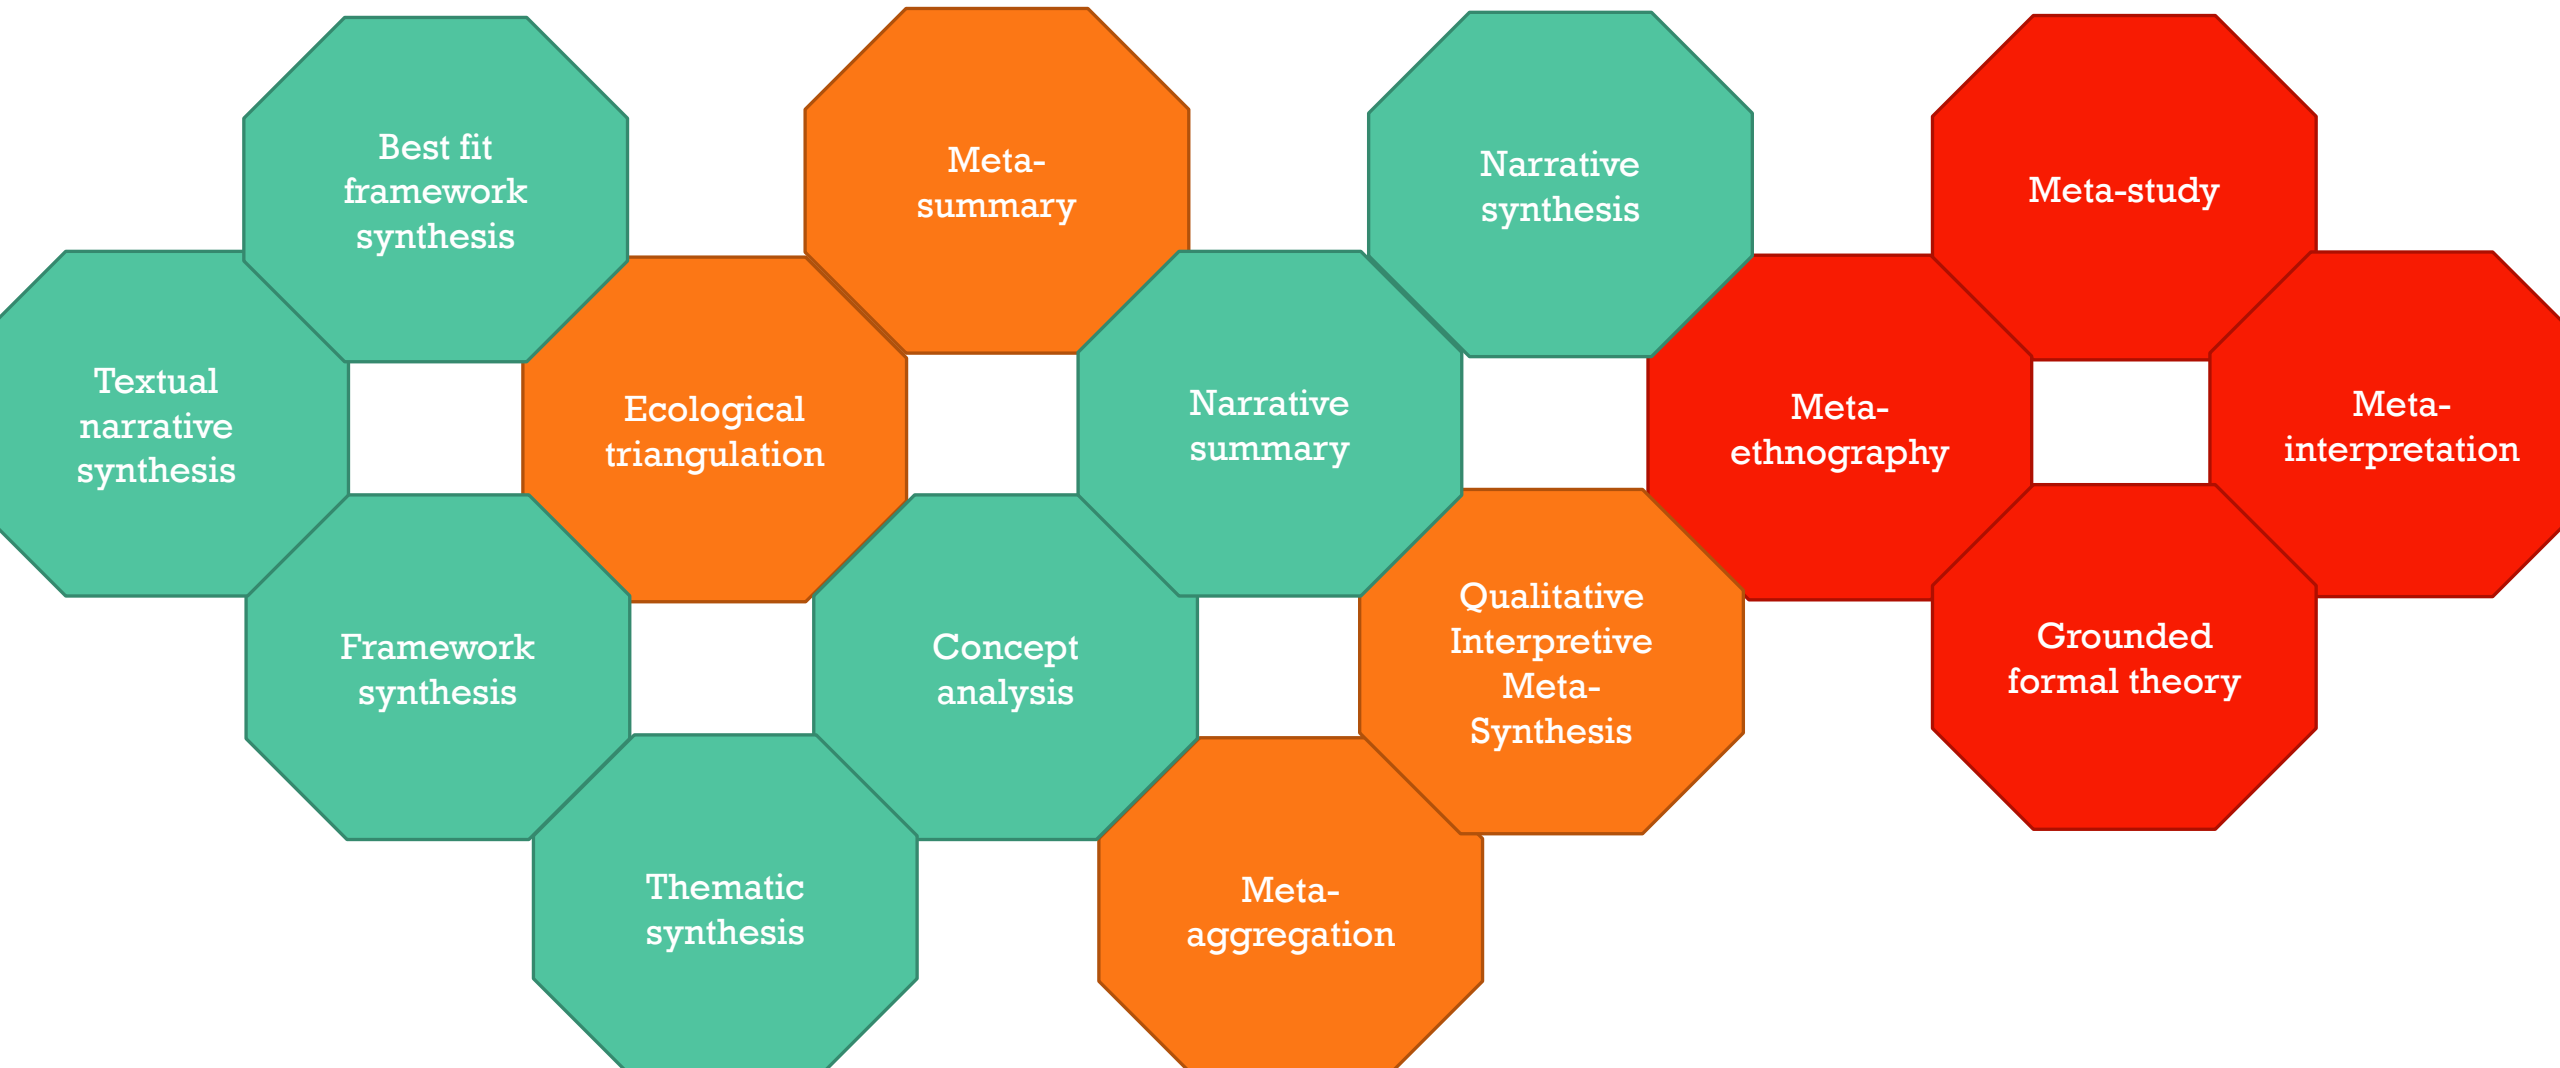 Best fit
framework
synthesis
Meta-
summary
Narrative
synthesis
Meta-study
Textual
narrative
synthesis
Ecological
triangulation
Narrative
summary
Meta-
ethnography
Meta-
interpretation
Framework
synthesis
Concept
analysis
Qualitative
Interpretive
Meta-
Synthesis
Grounded
formal theory
Thematic
synthesis
Meta-
aggregation